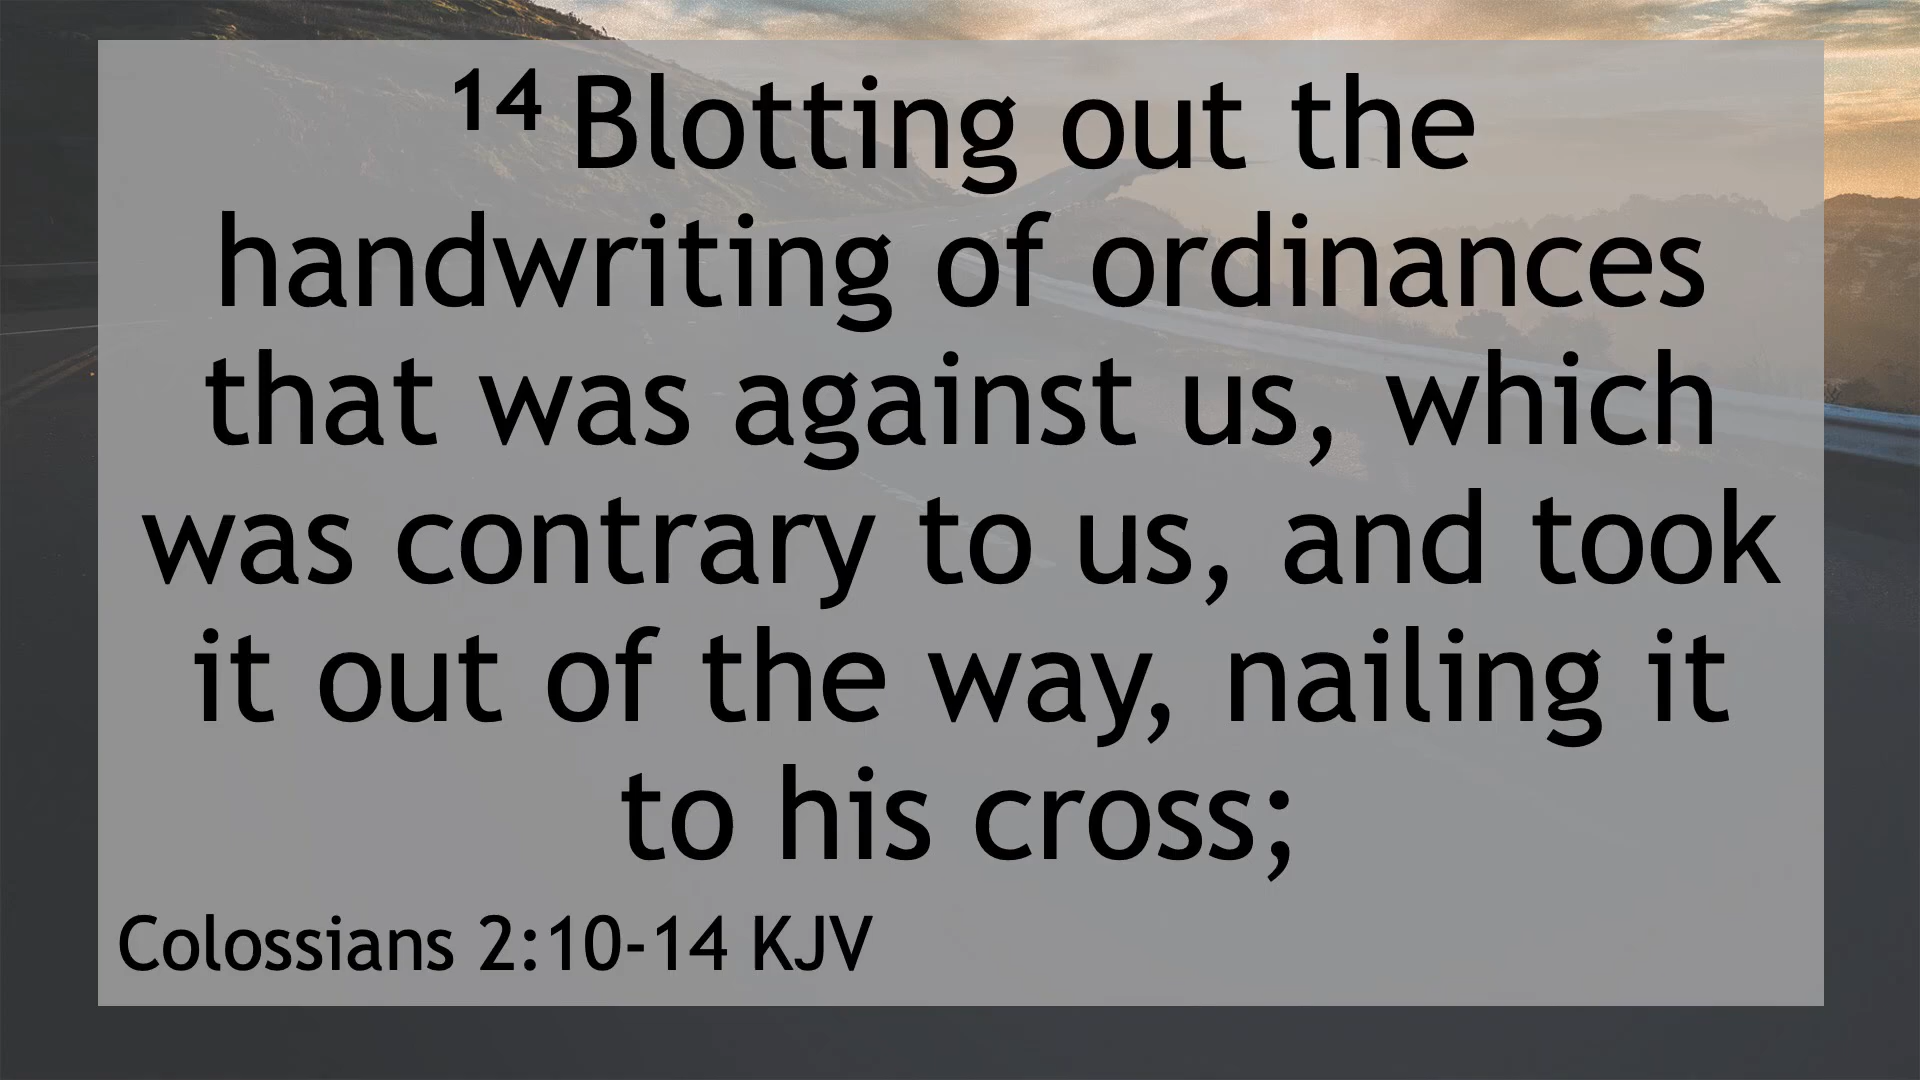 14 Blotting out the
handwriting of ordinances
that was against us, which
was contrary to us, and took
it out of the way, nailing it
to his cross;
Colossians 2:10-14 KJV